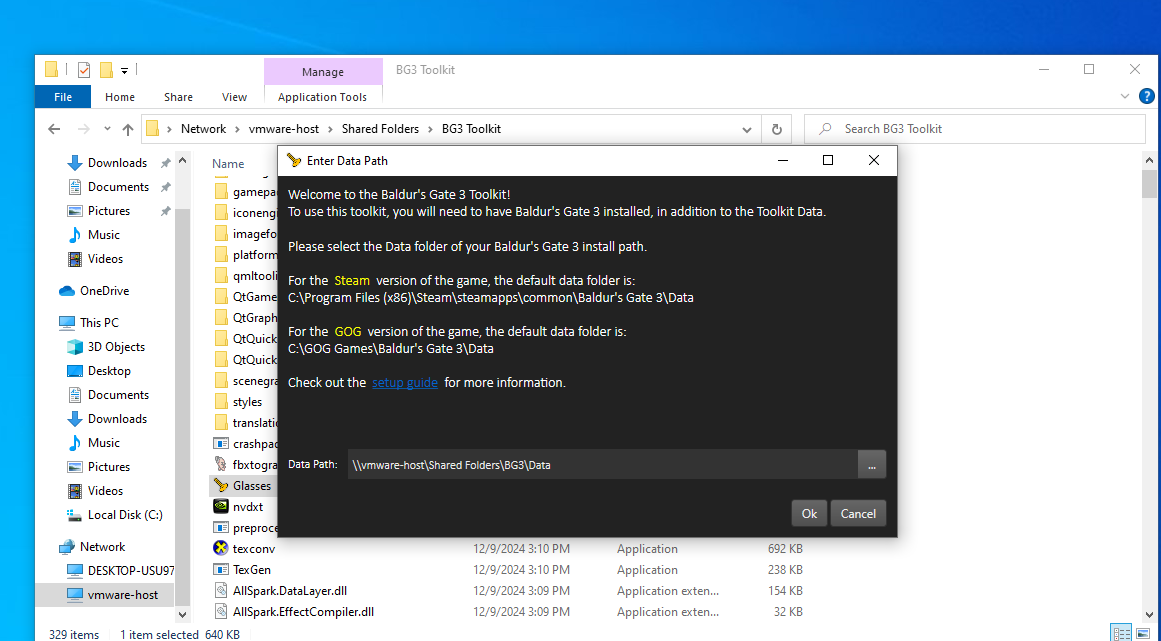 Manage
BG3 Toolkit
File
Home
Share
View
Application Tools
Network
vmware-host
Shared Folders
BG3 Toolkit
Search BG3 Toolkit
Downloads
Documents
Pictures
Music
Videos
OneDrive
This PC
3D Objects
Desktop
Documents
Downloads
Music
Pictures
Videos
Local Disk (C:)
Network
DESKTOP-USU97
vmware-host
Name
gamepa
iconengi
imagefo
platform
qmltooli
QtGame
QtGraph
QtQuick
QtQuick
scenegra
styles
translati
crashpad
fbxtogra
Glasses
nvdxt
preproce
texconv
12/9/2024 3:10 PM
Application
692 KB
TexGen
12/9/2024 3:10 PM
Application
238 KB
AllSpark.DataLayer.dll
12/9/2024 3:09 PM
Application exten...
154 KB
AllSpark.EffectCompiler.dll
12/9/2024 3:09 PM
Application exten...
32 KB
Enter Data Path
Welcome to the Baldur's Gate 3 Toolkit!
To use this toolkit, you will need to have Baldur's Gate 3 installed, in addition to the Toolkit Data.
Please select the Data folder of your Baldur's Gate 3 install path.
For the Steam version of the game, the default data folder is:
C:\Program Files (x86)\Steam\steamapps\common\Baldur's Gate 3\Data
For the GOG version of the game, the default data folder is:
C:\GOG Games\Baldur's Gate 3\Data
Check out the setup guide for more information.
Data Path:
\\vmware-host\Shared Folders\BG3\Data
...
Ok
Cancel
329 items
1 item selected 640 KB